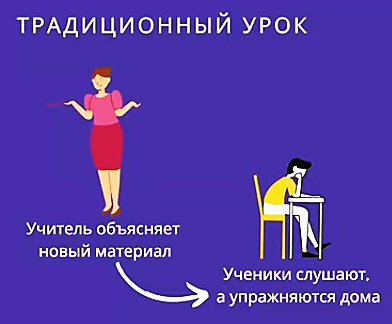 ТРАДИЦИОННЫЙ УРОК
Учитель объясняет
новый материал
Ученики слушают,
а упражняются дома